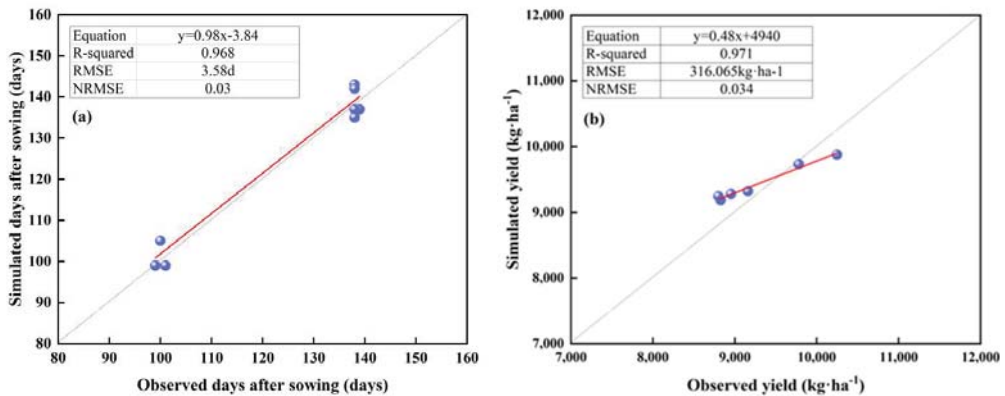 160
150
140
130
120
110
100
90
80
80 100 120 140 160
Simulated days after sowing (days)
Observed days after sowing (days)
Equation y=0.98x-3.84
R-squared 0.968
RMSE 3.58d
NRMSE 0.03
(a)
12,000
11,000
10,000
9,000
8,000
7,000
7,000 8,000 9,000 10,000 11,000 12,000
Simulated yield (kg·ha⁻¹)
Observed yield (kg·ha⁻¹)
Equation y=0.48x+4940
R-squared 0.971
RMSE 316.065kg·ha-1
NRMSE 0.034
(b)